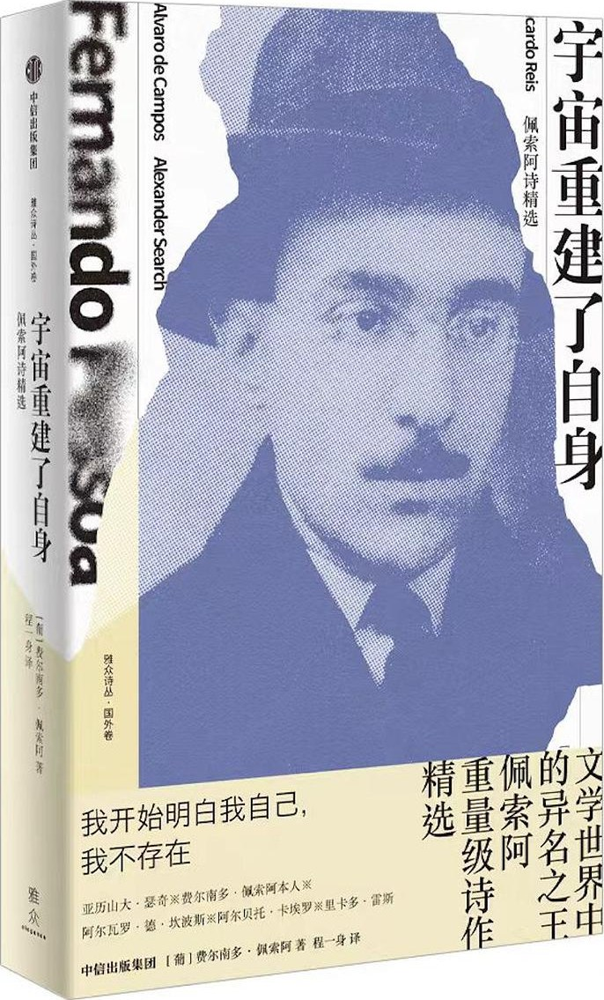 中信出版集团
雅众诗丛·国外卷
宇宙重建了自身
佩索阿诗精选
[葡]费尔南多·佩索阿 著
程一身 译
雅众
Fernando
Alvaro de Campos Alexander Search
cardo Reis
佩索阿诗精选
宇宙重建了自身
雅众诗丛·国外卷
文学世界中
的异名之王
佩索阿
重量级诗作
精选
我开始明白我自己，
我不存在
亚历山大·瑟奇※费尔南多·佩索阿本人※
阿尔瓦罗·德·坎波斯※阿尔贝托·卡埃罗※里卡多·雷斯
中信出版集团 [葡]费尔南多·佩索阿 著 程一身 译